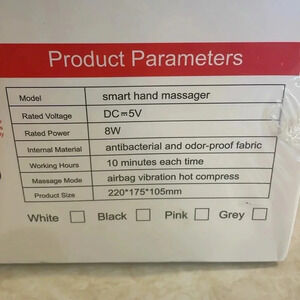 Product Parameters
Model smart hand massager
Rated Voltage DC⎓5V
Rated Power 8W
Internal Material antibacterial and odor-proof fabric
Working Hours 10 minutes each time
Massage Mode airbag vibration hot compress
Product Size 220*175*105mm
White Black Pink Grey